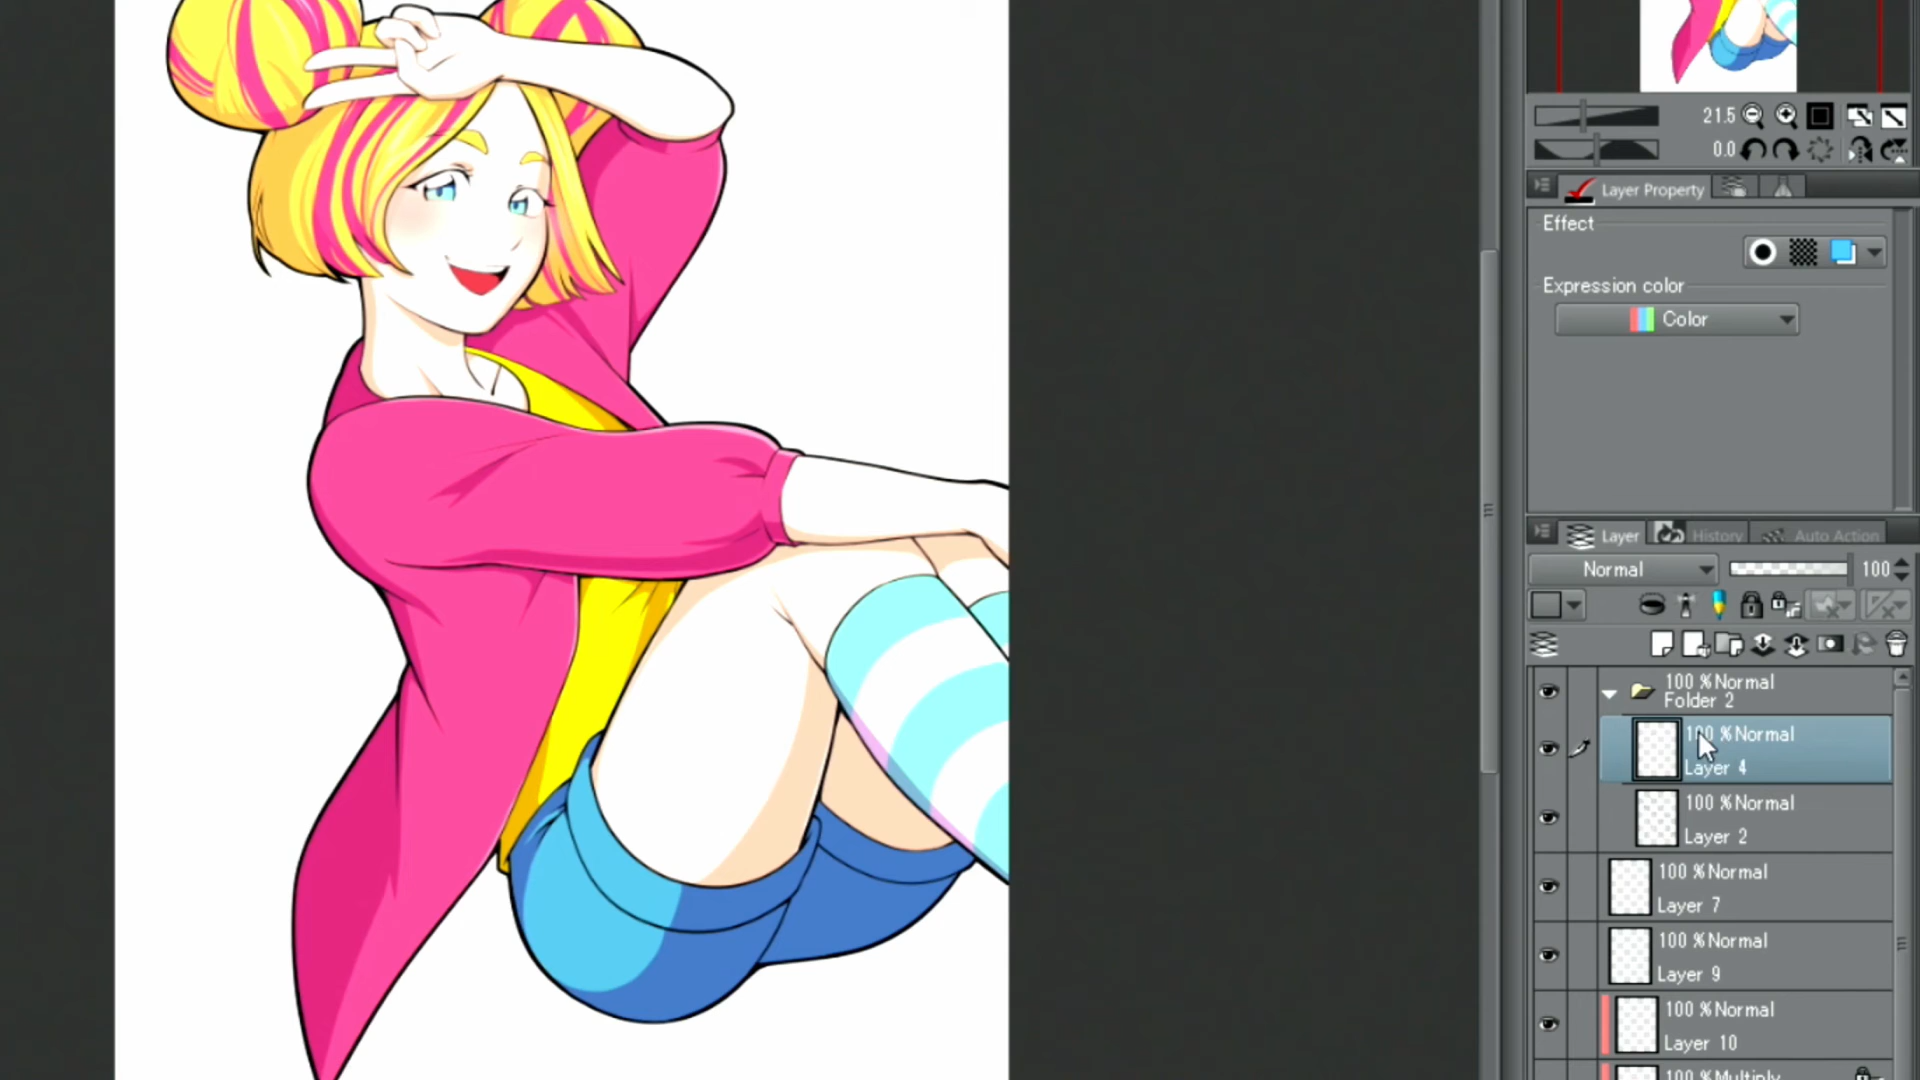 21.5
0.0
Layer Property
Effect
Expression color
Color
Layer
History
Auto Action
Normal
100
100 %Normal
Folder 2
100 %Normal
Layer 4
100 %Normal
Layer 2
100 %Normal
Layer 7
100 %Normal
Layer 9
100 %Normal
Layer 10
100 %Multiply